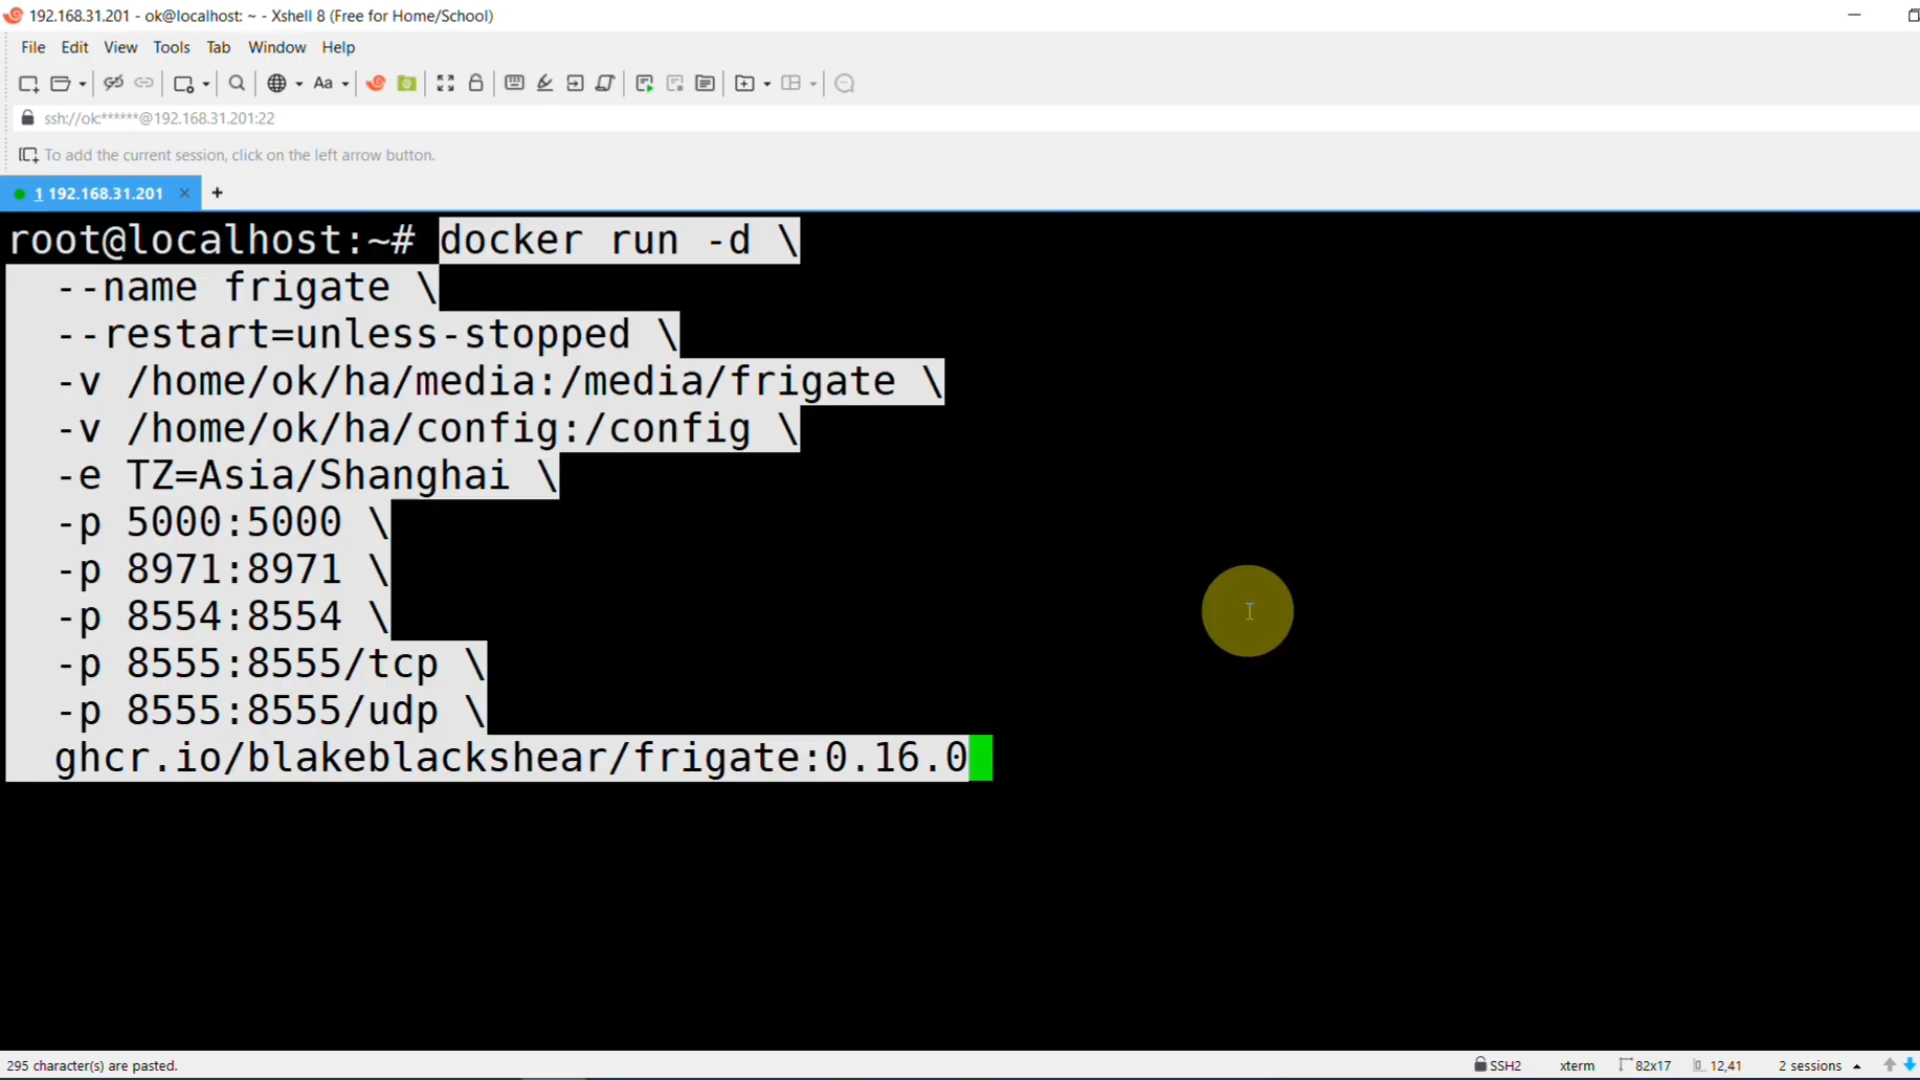 192.168.31.201 - ok@localhost: ~ - Xshell 8 (Free for Home/School)
File Edit View Tools Tab Window Help
Aa
ssh://ok:******@192.168.31.201:22
To add the current session, click on the left arrow button.
1 192.168.31.201 × +
root@localhost:~# docker run -d \
  --name frigate \
  --restart=unless-stopped \
  -v /home/ok/ha/media:/media/frigate \
  -v /home/ok/ha/config:/config \
  -e TZ=Asia/Shanghai \
  -p 5000:5000 \
  -p 8971:8971 \
  -p 8554:8554 \
  -p 8555:8555/tcp \
  -p 8555:8555/udp \
  ghcr.io/blakeblackshear/frigate:0.16.0
295 character(s) are pasted. SSH2 xterm 82x17 12,41 2 sessions